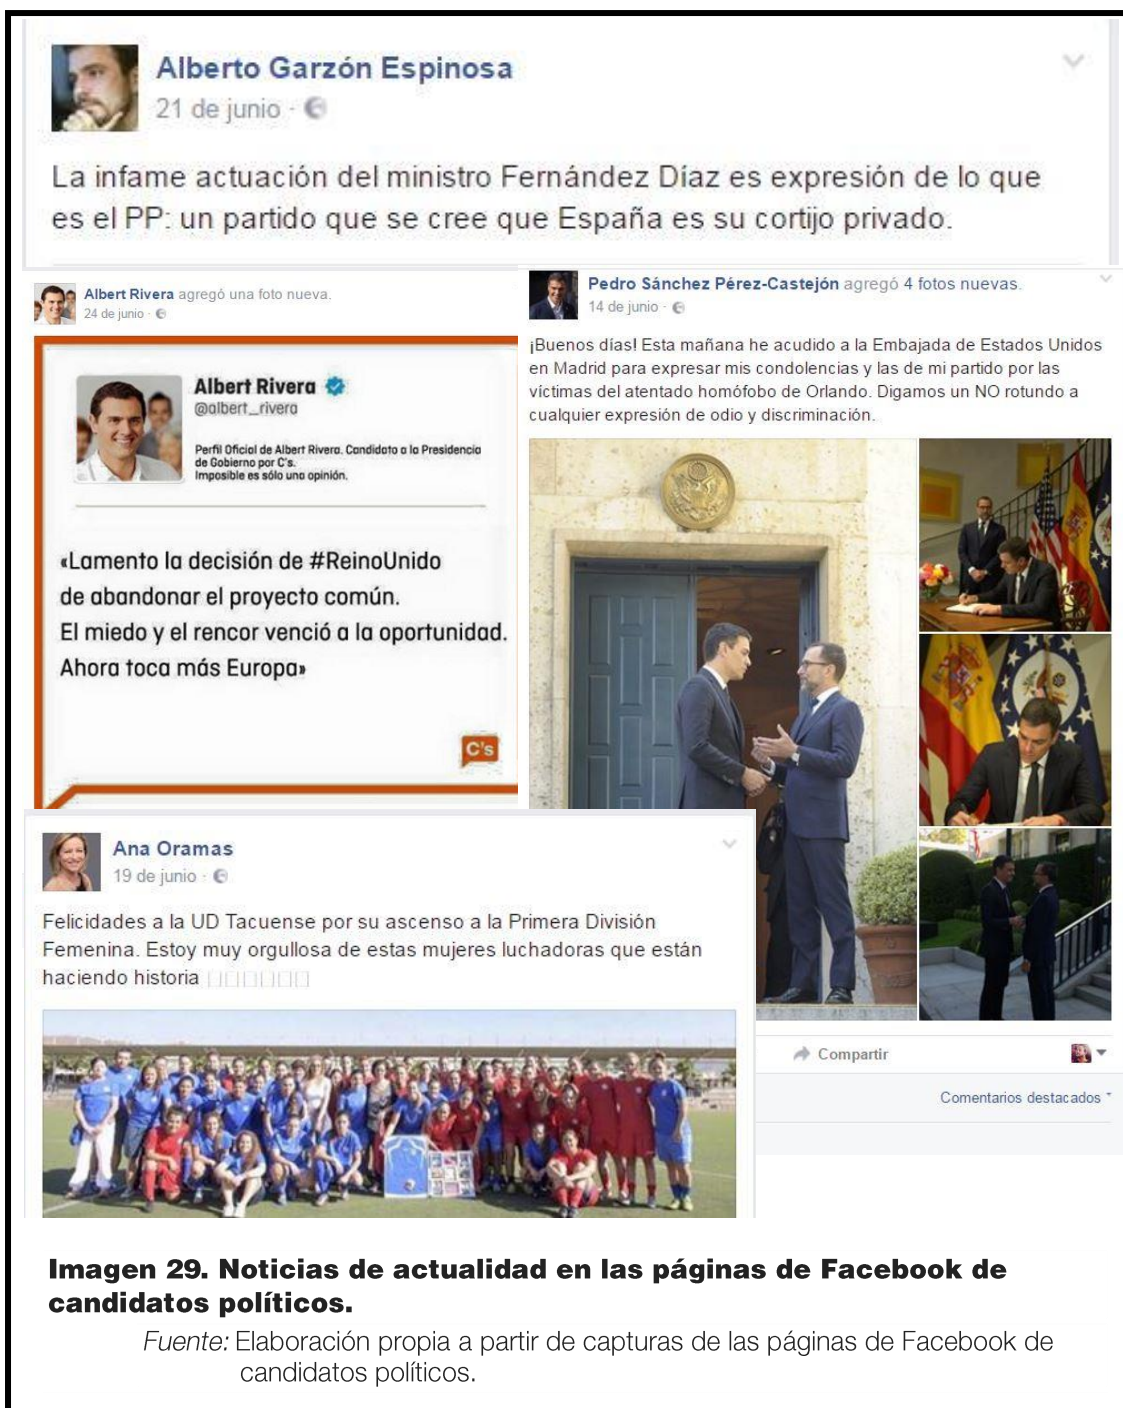 Alberto Garzón Espinosa
21 de junio ·
La infame actuación del ministro Fernández Díaz es expresión de lo que
es el PP: un partido que se cree que España es su cortijo privado.
Albert Rivera agregó una foto nueva.
24 de junio ·
Albert Rivera
@albert_rivera
Perfil Oficial de Albert Rivera. Candidato a la Presidencia
de Gobierno por C's.
Imposible es sólo una opinión.
«Lamento la decisión de #ReinoUnido
de abandonar el proyecto común.
El miedo y el rencor venció a la oportunidad.
Ahora toca más Europa»
C's
Pedro Sánchez Pérez-Castejón agregó 4 fotos nuevas.
14 de junio ·
¡Buenos días! Esta mañana he acudido a la Embajada de Estados Unidos
en Madrid para expresar mis condolencias y las de mi partido por las
víctimas del atentado homófobo de Orlando. Digamos un NO rotundo a
cualquier expresión de odio y discriminación.
Compartir
Comentarios destacados
Ana Oramas
19 de junio ·
Felicidades a la UD Tacuense por su ascenso a la Primera División
Femenina. Estoy muy orgullosa de estas mujeres luchadoras que están
haciendo historia
Imagen 29. Noticias de actualidad en las páginas de Facebook de
candidatos políticos.
Fuente: Elaboración propia a partir de capturas de las páginas de Facebook de
candidatos políticos.